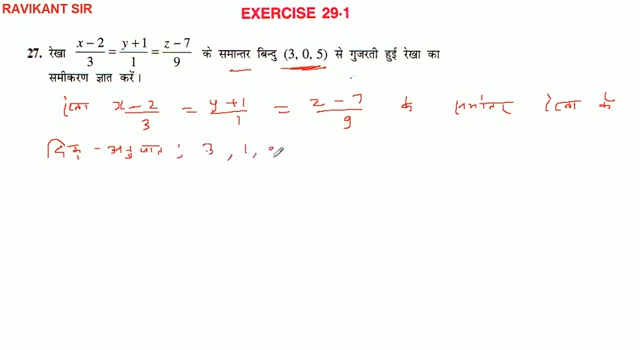 RAVIKANT SIR
EXERCISE 29·1
27. रेखा x−2/3 = y+1/1 = z−7/9 के समान्तर बिन्दु (3, 0, 5) से गुजरती हुई रेखा का
समीकरण ज्ञात करें।
रेखा x−2/3 = y+1/1 = z−7/9 के समांतर रेखा के
दिक्-अनुपात : 3, 1,